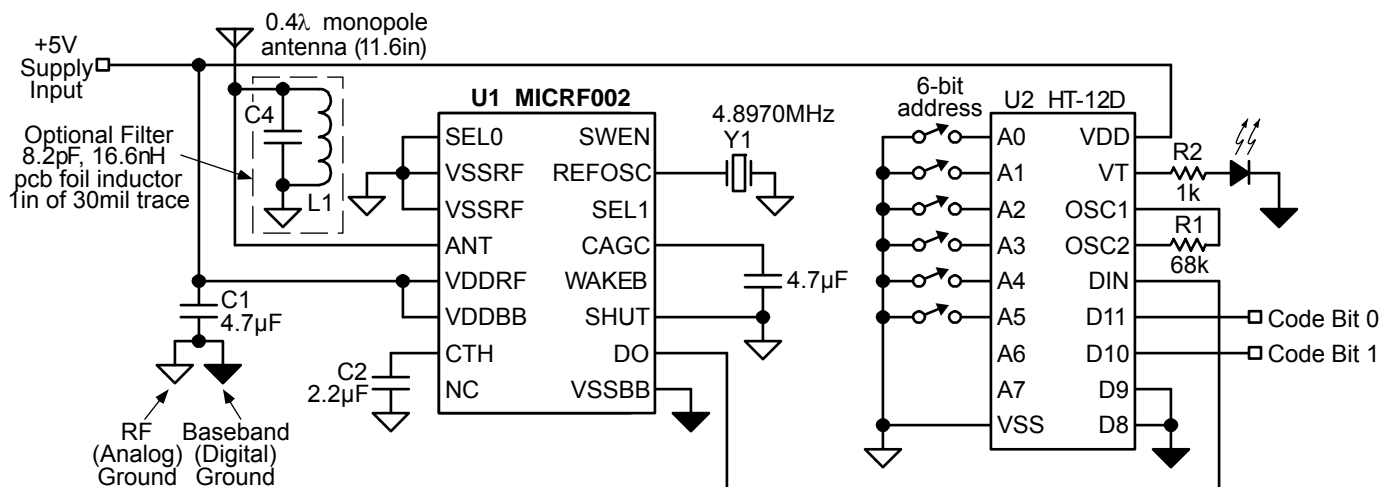 +5V
Supply
Input
0.4λ monopole
antenna (11.6in)
C4
L1
Optional Filter
8.2pF, 16.6nH
pcb foil inductor
1in of 30mil trace
C1
4.7µF
RF
(Analog)
Ground
Baseband
(Digital)
Ground
C2
2.2µF
U1 MICRF002
SEL0
VSSRF
VSSRF
ANT
VDDRF
VDDBB
CTH
NC
SWEN
REFOSC
SEL1
CAGC
WAKEB
SHUT
DO
VSSBB
4.8970MHz
Y1
4.7µF
6-bit
address
U2 HT-12D
A0
A1
A2
A3
A4
A5
A6
A7
VSS
VDD
VT
OSC1
OSC2
DIN
D11
D10
D9
D8
R2
1k
R1
68k
Code Bit 0
Code Bit 1